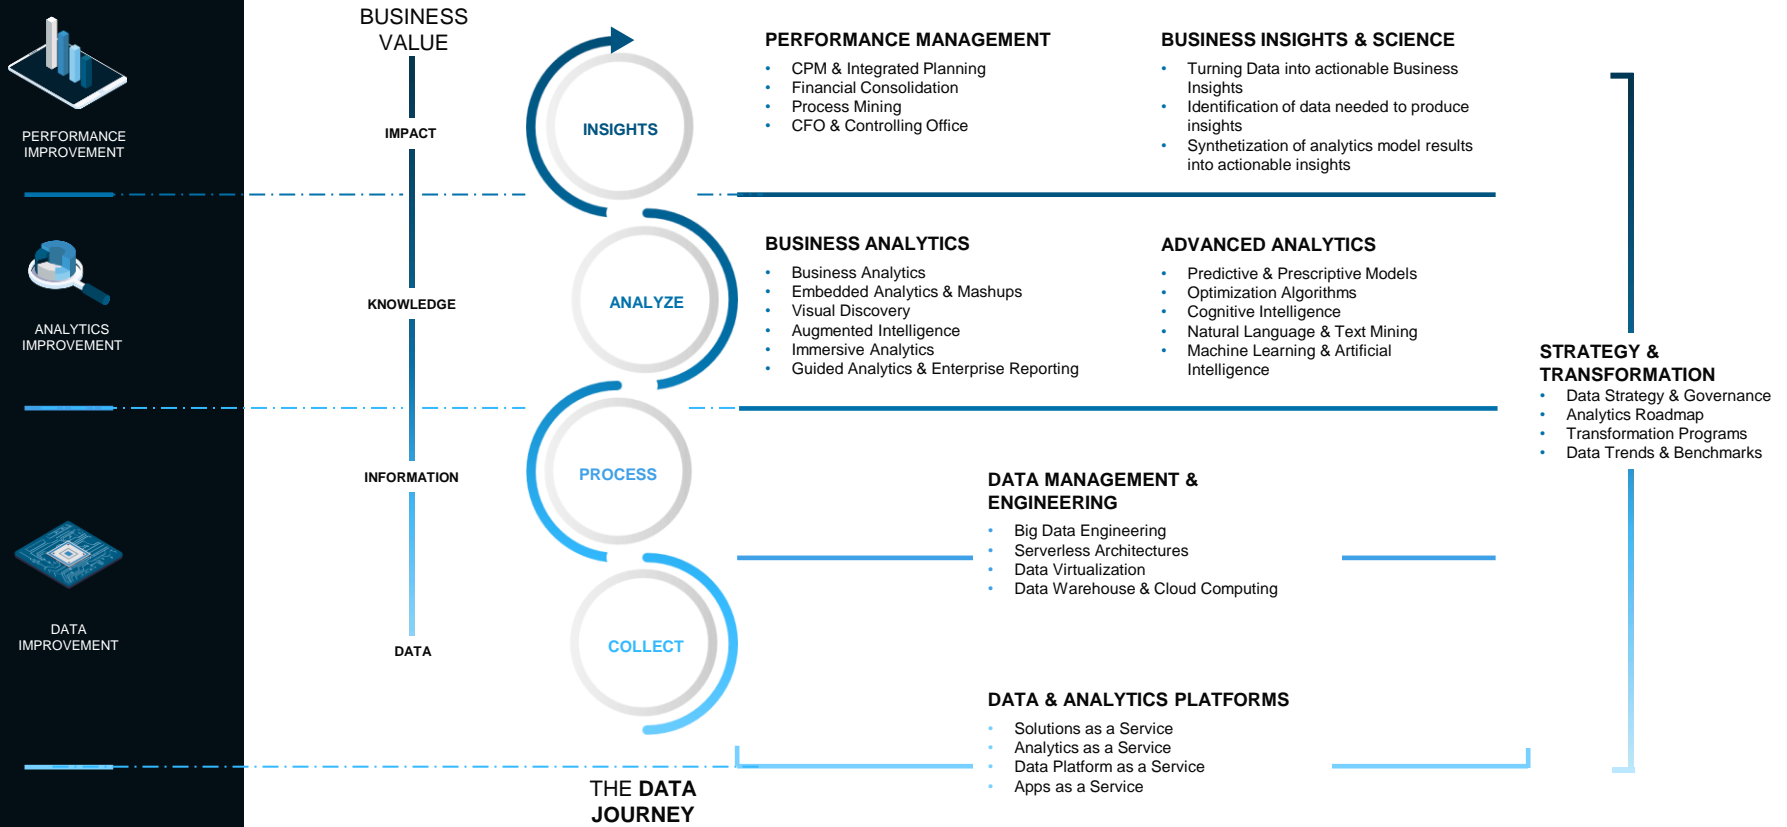 PERFORMANCE
IMPROVEMENT
ANALYTICS
IMPROVEMENT
DATA
IMPROVEMENT
BUSINESS
VALUE
IMPACT
KNOWLEDGE
INFORMATION
DATA
INSIGHTS
ANALYZE
PROCESS
COLLECT
THE DATA
JOURNEY
PERFORMANCE MANAGEMENT
• CPM & Integrated Planning
• Financial Consolidation
• Process Mining
• CFO & Controlling Office
BUSINESS INSIGHTS & SCIENCE
• Turning Data into actionable Business
Insights
• Identification of data needed to produce
insights
• Synthetization of analytics model results
into actionable insights
BUSINESS ANALYTICS
• Business Analytics
• Embedded Analytics & Mashups
• Visual Discovery
• Augmented Intelligence
• Immersive Analytics
• Guided Analytics & Enterprise Reporting
ADVANCED ANALYTICS
• Predictive & Prescriptive Models
• Optimization Algorithms
• Cognitive Intelligence
• Natural Language & Text Mining
• Machine Learning & Artificial
Intelligence
DATA MANAGEMENT &
ENGINEERING
• Big Data Engineering
• Serverless Architectures
• Data Virtualization
• Data Warehouse & Cloud Computing
DATA & ANALYTICS PLATFORMS
• Solutions as a Service
• Analytics as a Service
• Data Platform as a Service
• Apps as a Service
STRATEGY &
TRANSFORMATION
• Data Strategy & Governance
• Analytics Roadmap
• Transformation Programs
• Data Trends & Benchmarks